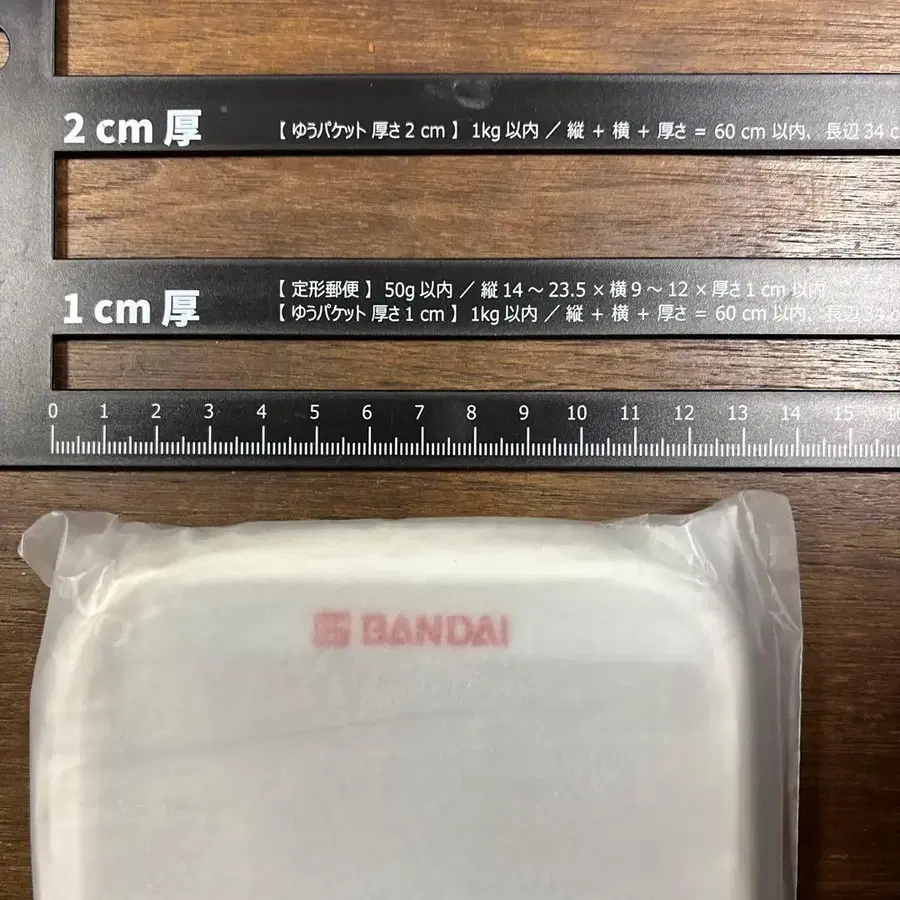 2 cm 厚
【 ゆうパケット 厚さ 2 cm 】 1kg 以内 ／ 縦 + 横 + 厚さ = 60 cm 以内, 長辺 34 c
1 cm 厚
【 定形郵便 】 50g 以内 ／ 縦 14 ～ 23.5 × 横 9 ～ 12 × 厚さ 1 cm 以内
【 ゆうパケット 厚さ 1 cm 】 1kg 以内 ／ 縦 + 横 + 厚さ = 60 cm 以内, 長辺 34 c
0 1 2 3 4 5 6 7 8 9 10 11 12 13 14 15 16
BANDAI